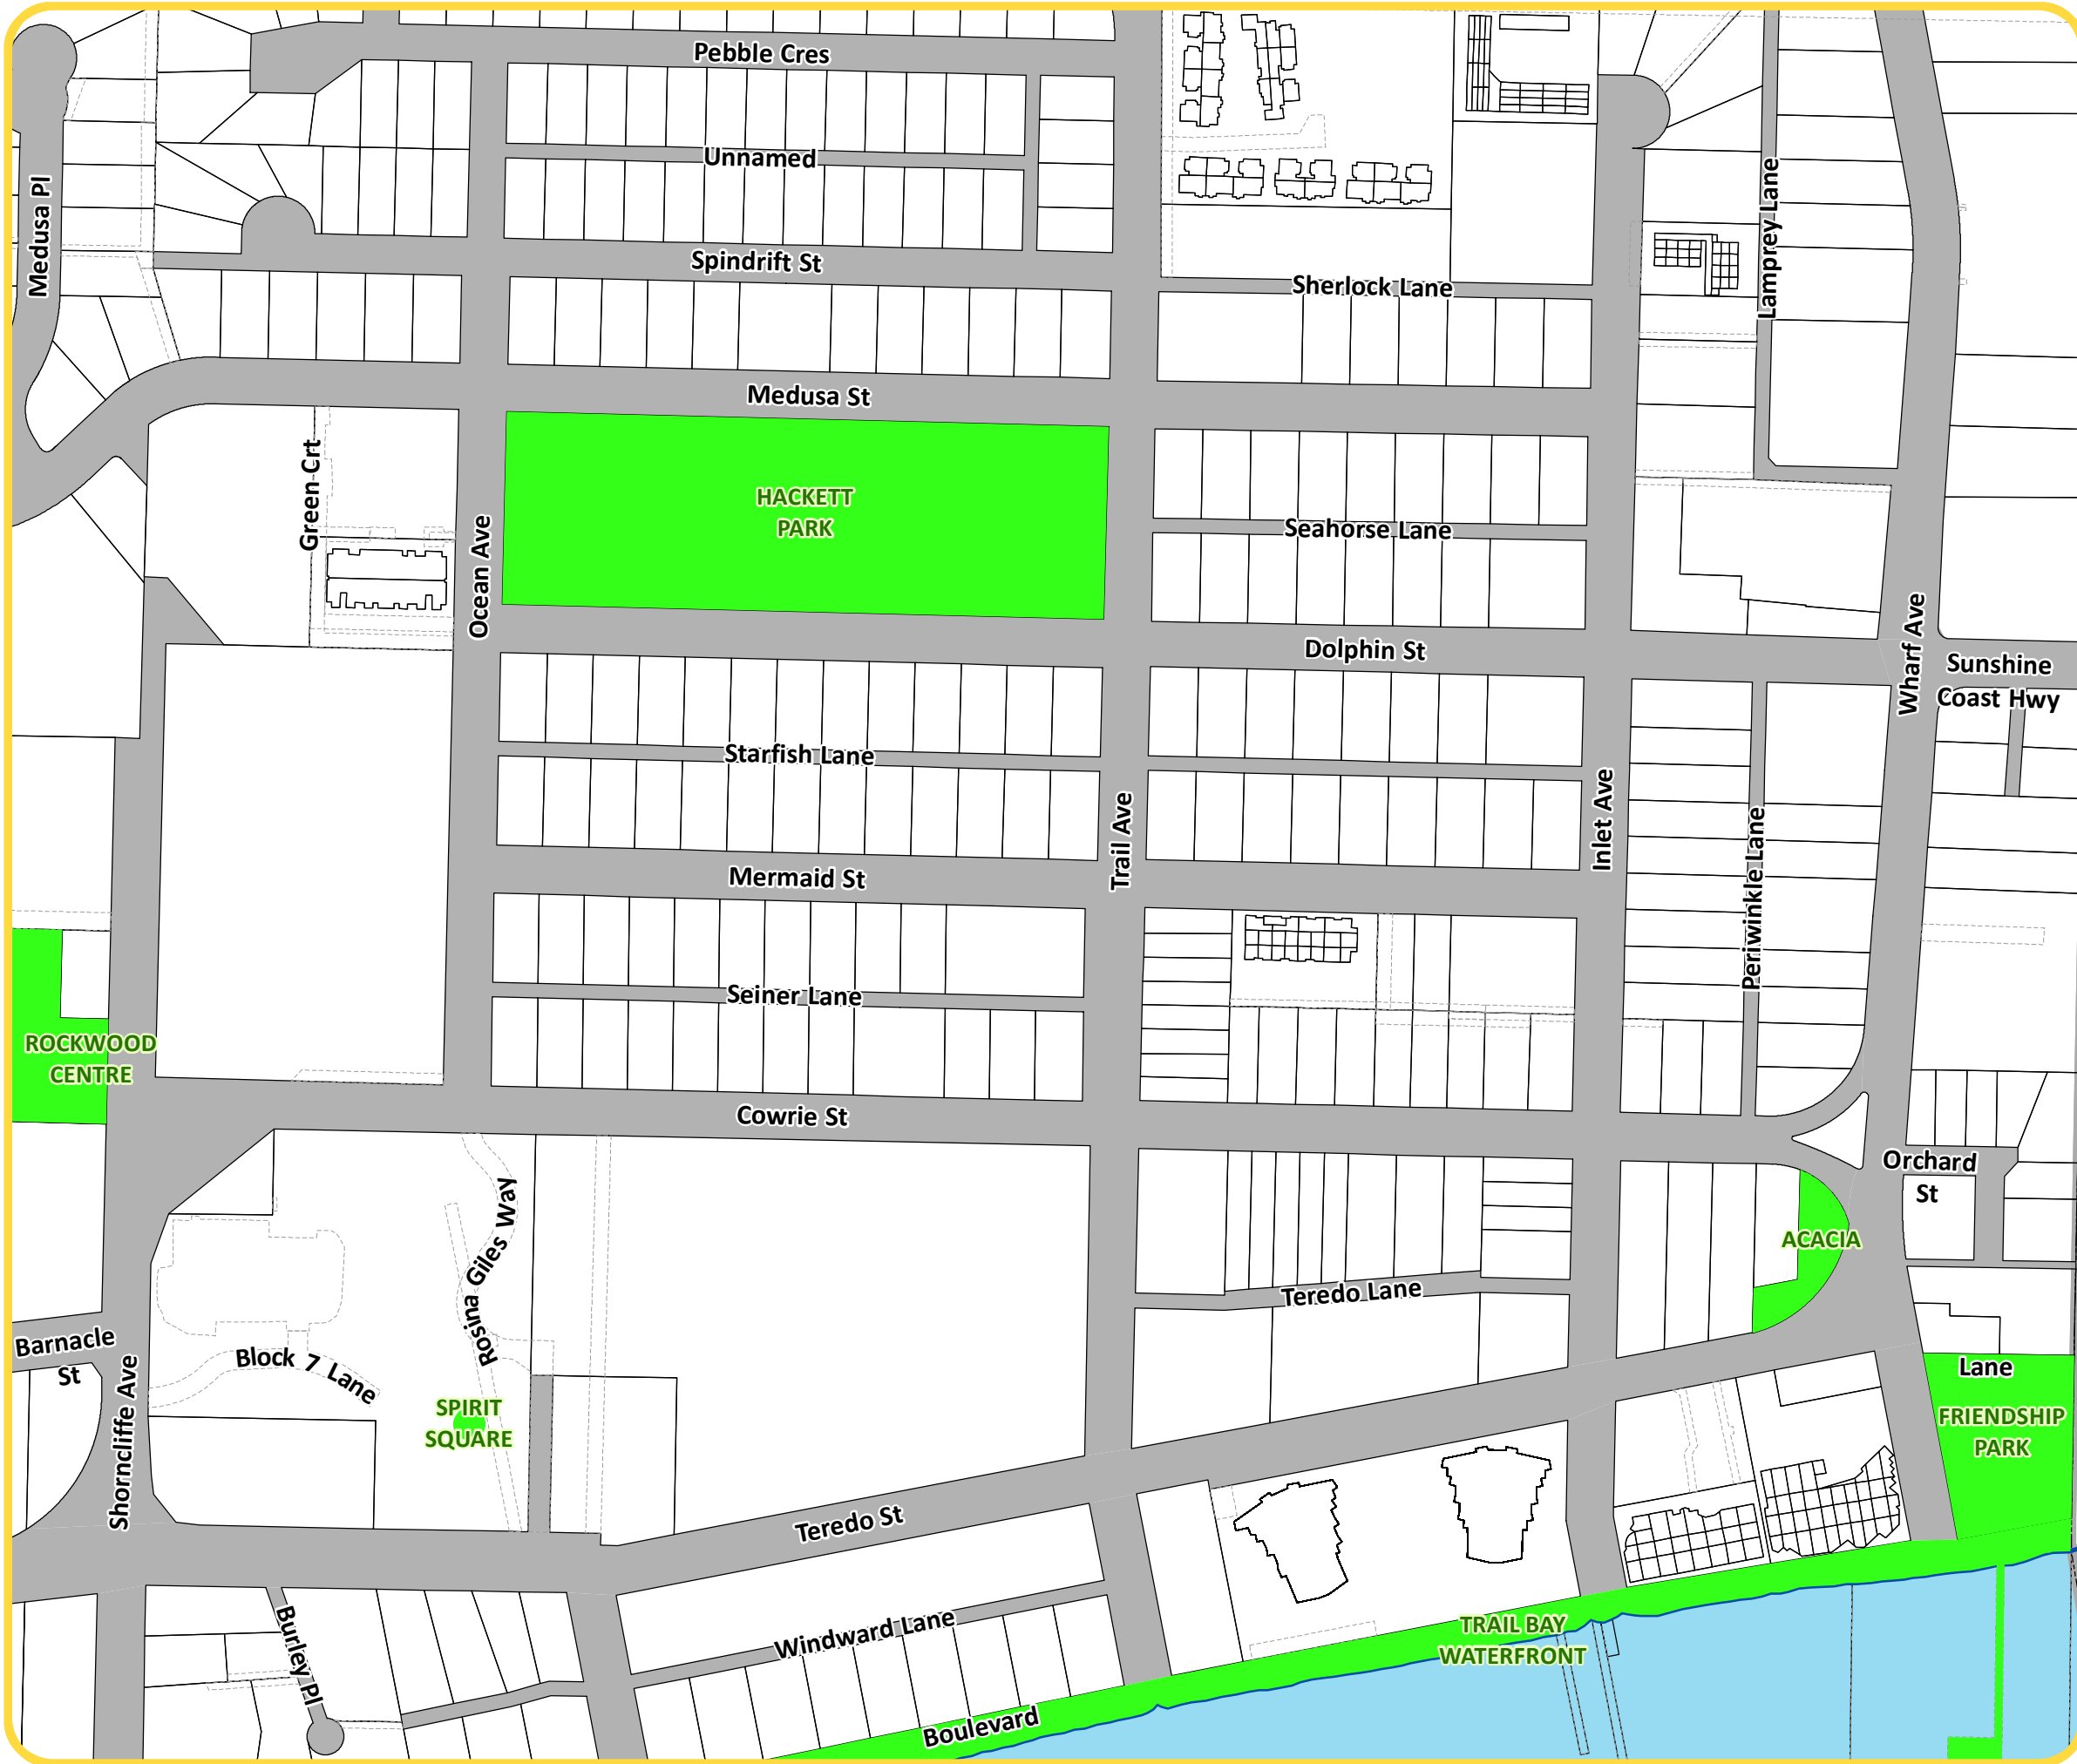 Pebble Cres
Unnamed
Medusa Pl
Lamprey Lane
Spindrift St
Sherlock Lane
Medusa St
Green Crt
HACKETT
PARK
Ocean Ave
Seahorse Lane
Dolphin St
Wharf Ave
Sunshine
Coast Hwy
Starfish Lane
Trail Ave
Inlet Ave
Periwinkle Lane
Mermaid St
Seiner Lane
ROCKWOOD
CENTRE
Cowrie St
Orchard
St
Rosina Giles Way
ACACIA
Teredo Lane
Barnacle
St
Block 7 Lane
Shorncliffe Ave
Lane
SPIRIT
SQUARE
FRIENDSHIP
PARK
Teredo St
Burley Pl
Windward Lane
TRAIL BAY
WATERFRONT
Boulevard